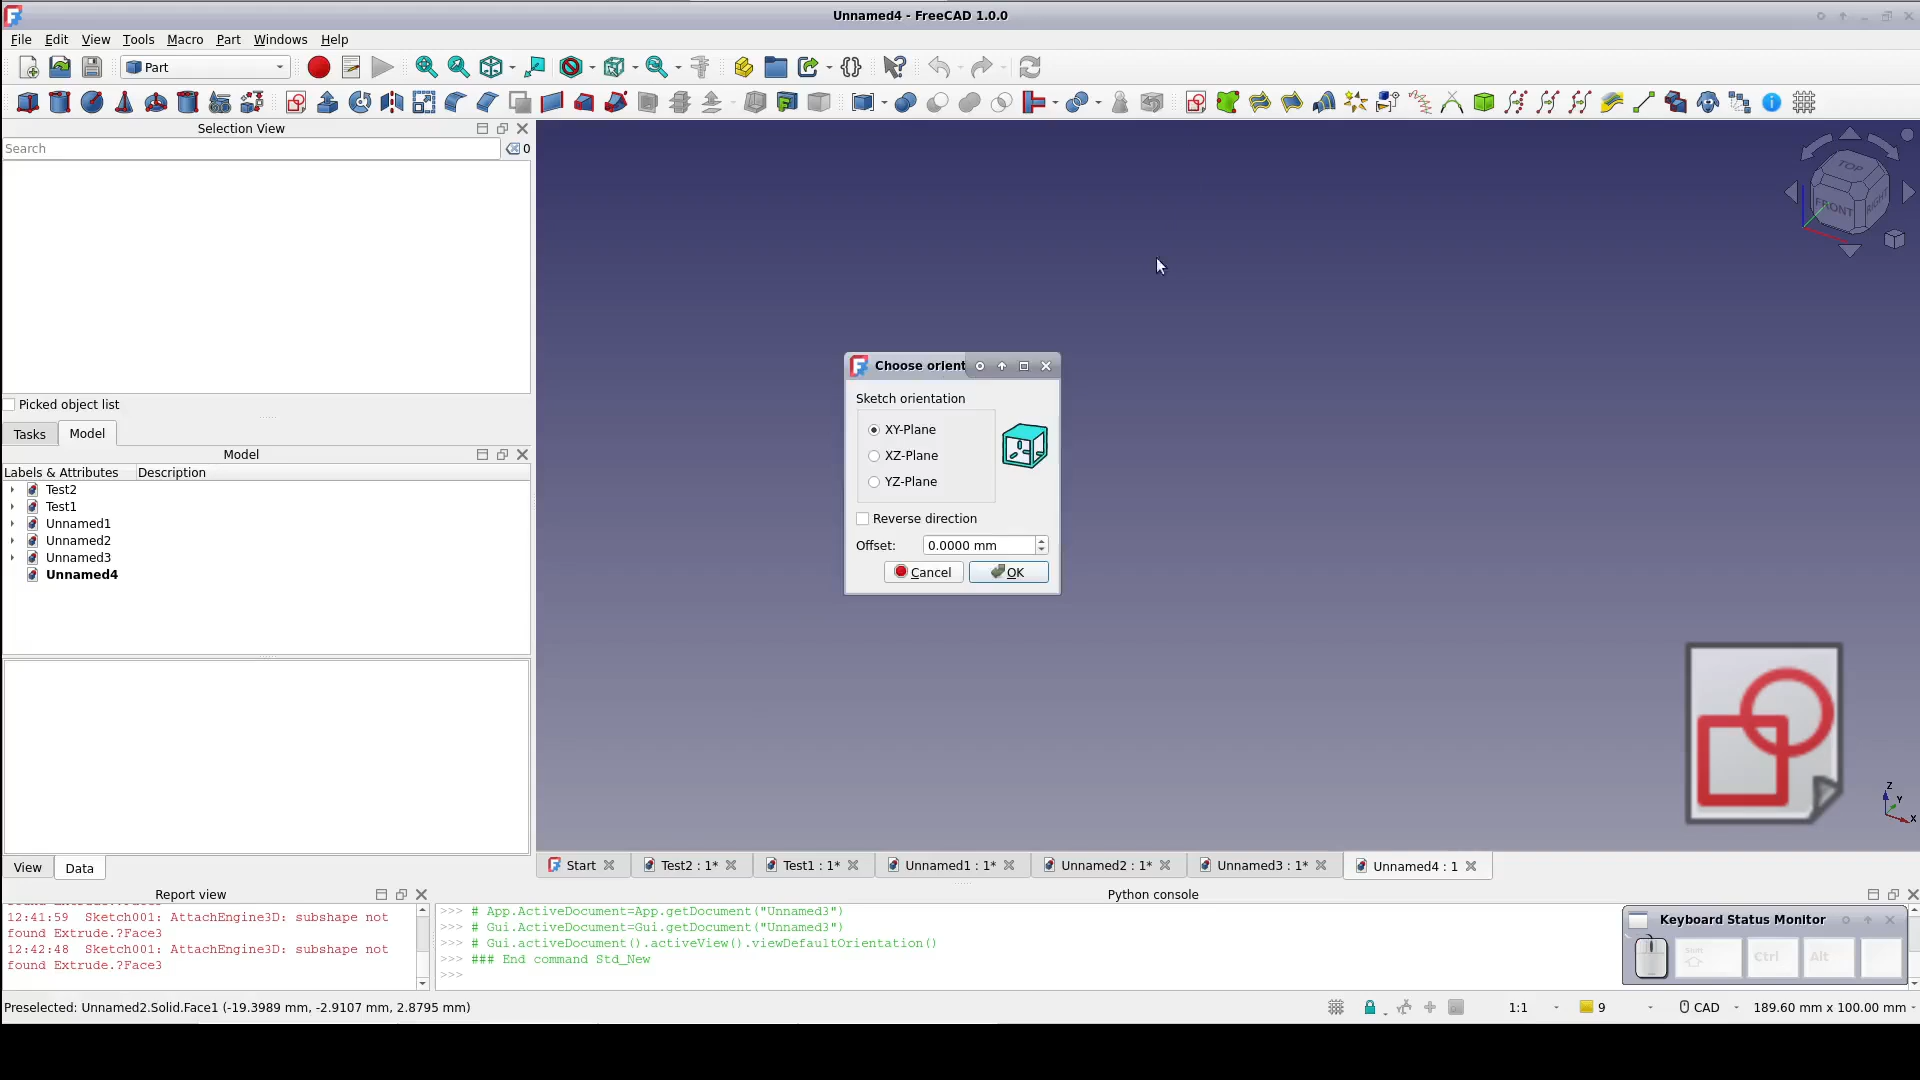 Unnamed4 - FreeCAD 1.0.0
File Edit View Tools Macro Part Windows Help
Part
Selection View
Search
0
Picked object list
Tasks Model
Model
Labels & Attributes Description
Test2
Test1
Unnamed1
Unnamed2
Unnamed3
Unnamed4
View Data
TOP
FRONT
RIGHT
Choose orient
Sketch orientation
XY-Plane
XZ-Plane
YZ-Plane
Reverse direction
Offset: 0.0000 mm
Cancel OK
Z
Y
X
Start Test2 : 1* Test1 : 1* Unnamed1 : 1* Unnamed2 : 1* Unnamed3 : 1* Unnamed4 : 1
Report view
12:41:59 Sketch001: AttachEngine3D: subshape not
found Extrude.?Face3
12:42:48 Sketch001: AttachEngine3D: subshape not
found Extrude.?Face3
Python console
>>> # App.ActiveDocument=App.getDocument("Unnamed3")
>>> # Gui.ActiveDocument=Gui.getDocument("Unnamed3")
>>> # Gui.activeDocument().activeView().viewDefaultOrientation()
>>> ### End command Std_New
>>>
Keyboard Status Monitor
Shift Ctrl Alt
Preselected: Unnamed2.Solid.Face1 (-19.3989 mm, -2.9107 mm, 2.8795 mm)
1:1 9 CAD 189.60 mm x 100.00 mm